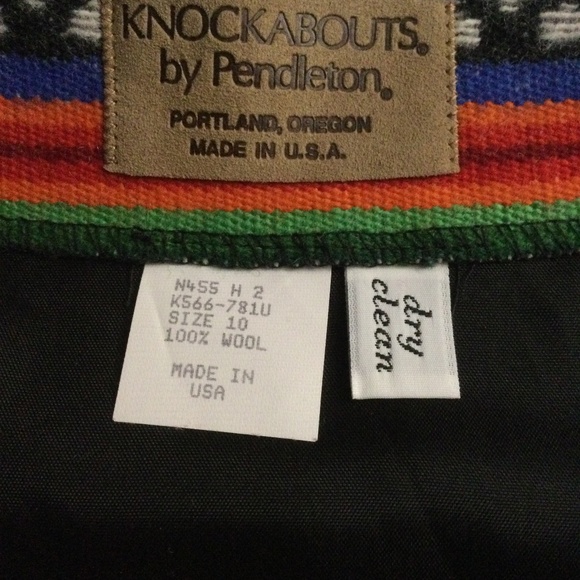 KNOCKABOUTS®
by Pendleton®
PORTLAND, OREGON
MADE IN U.S.A.
N455 H 2
K566-781U
SIZE 10
100% WOOL
MADE IN
USA
dry
clean